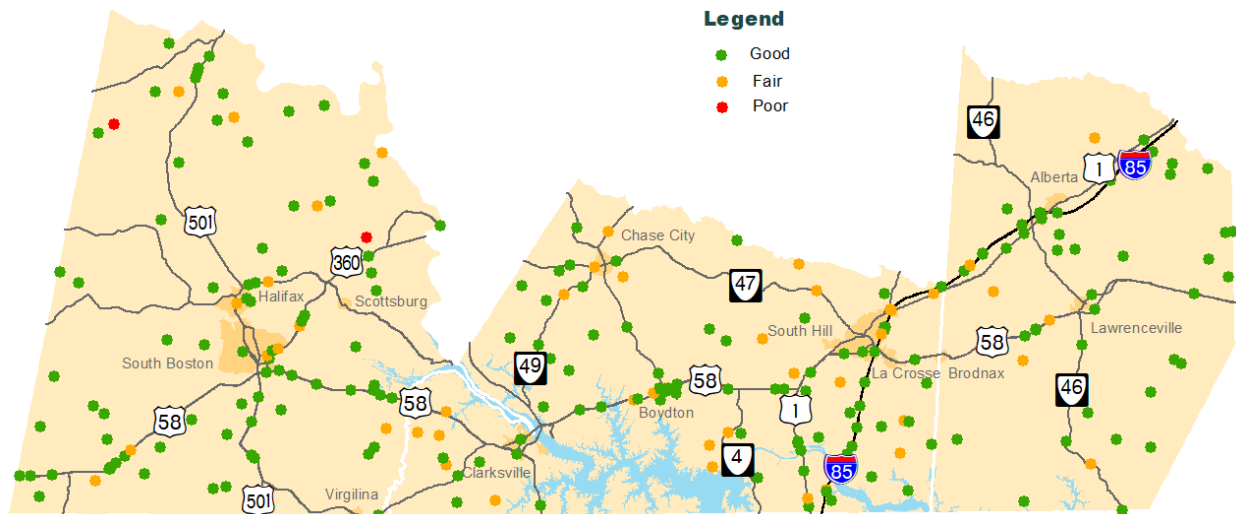 Legend
Good
Fair
Poor
46
1
85
Alberta
501
Chase City
360
47
Halifax
Scottsburg
South Hill
Lawrenceville
58
South Boston
49
La Crosse
Brodnax
58
46
58
58
1
Boydton
4
Clarksville
85
501
Virgilina